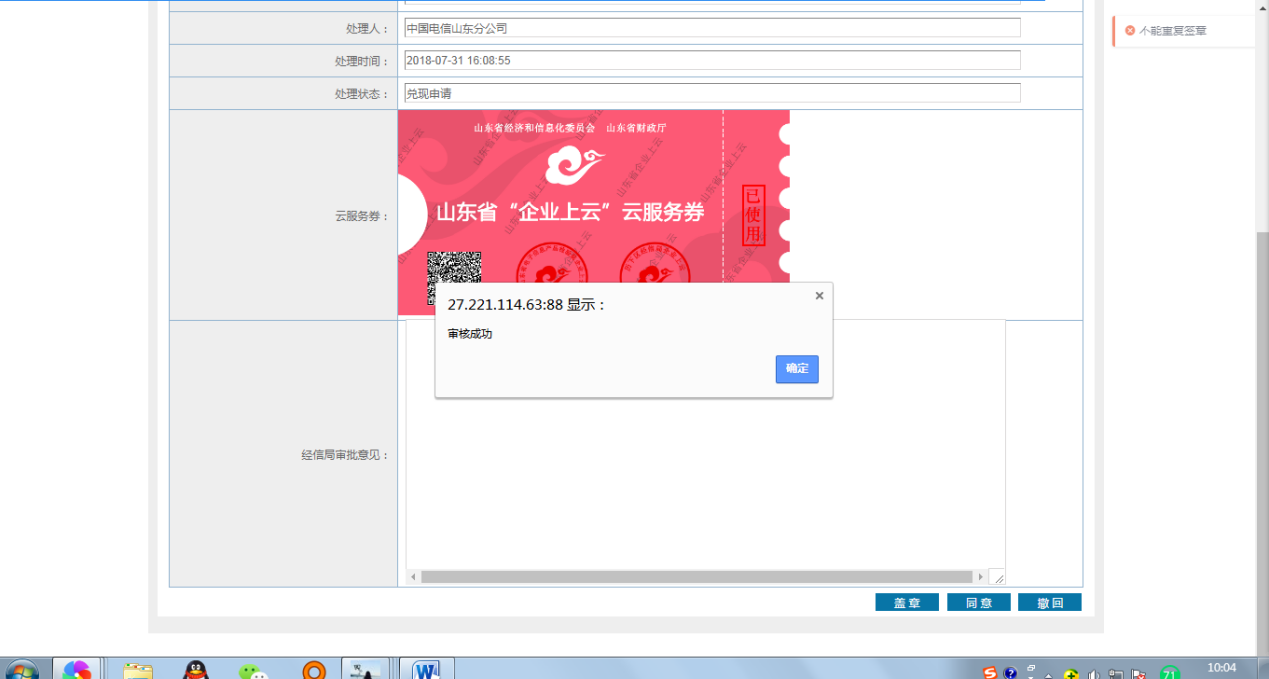 处理人：
中国电信山东分公司
不能重复签章
处理时间：
2018-07-31 16:08:55
处理状态：
兑现申请
山东省经济和信息化委员会 山东省财政厅
云服务券：
山东省“企业上云”云服务券
已使用
27.221.114.63:88 显示：
审核成功
确定
经信局审批意见：
盖章
同意
撤回
71
10:04